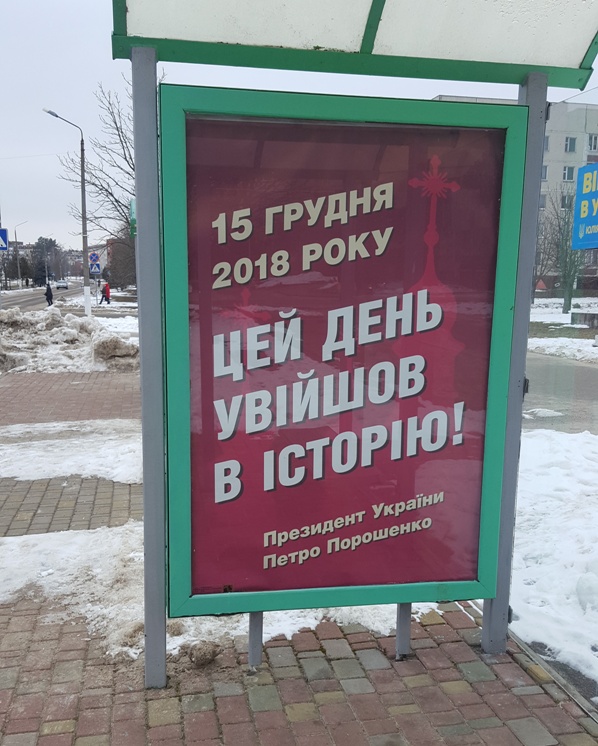 15 ГРУДНЯ
2018 РОКУ
ЦЕЙ ДЕНЬ
УВІЙШОВ
В ІСТОРІЮ!
Президент України
Петро Порошенко